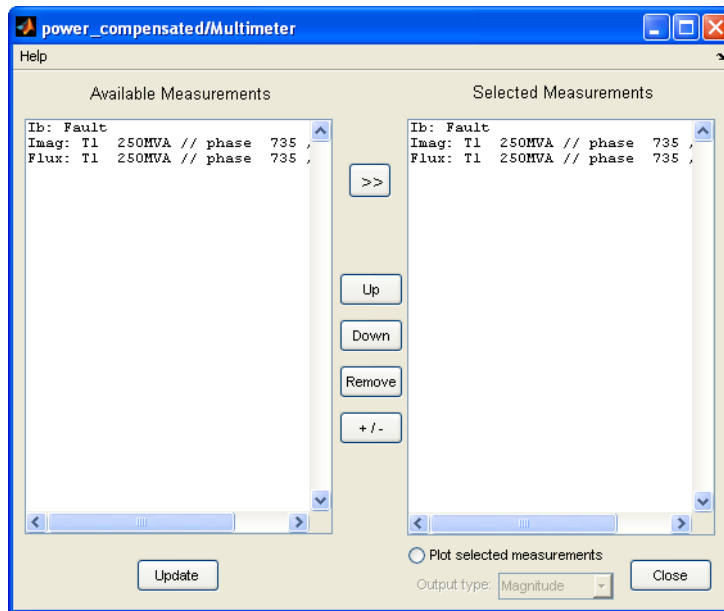 power_compensated/Multimeter
Help
Available Measurements
Selected Measurements
Ib: Fault
Imag: T1 250MVA // phase 735 ,
Flux: T1 250MVA // phase 735 ,
Ib: Fault
Imag: T1 250MVA // phase 735 ,
Flux: T1 250MVA // phase 735 ,
>>
Up
Down
Remove
+ / -
Plot selected measurements
Update
Output type:
Magnitude
Close